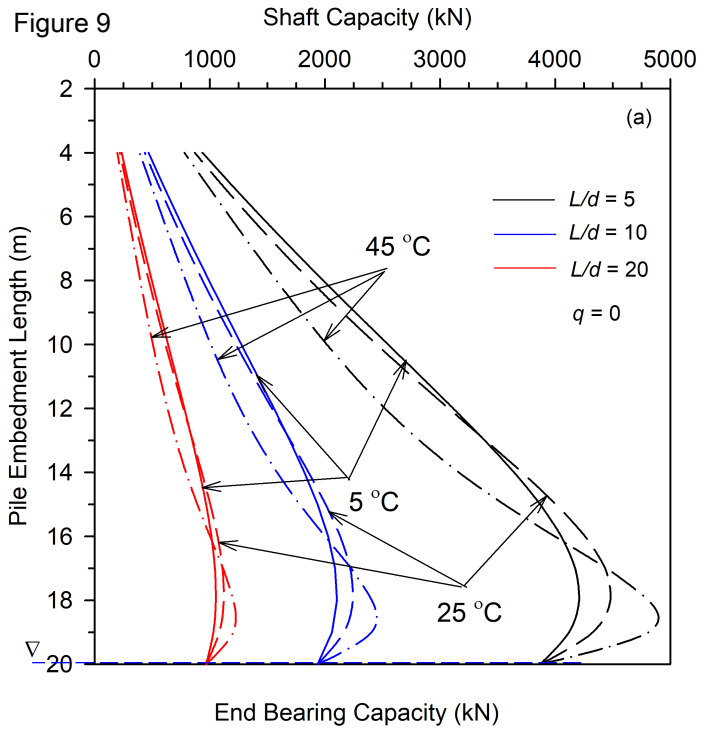 Figure 9
Shaft Capacity (kN)
0 1000 2000 3000 4000 5000
2
(a)
4
L/d = 5
6
L/d = 10
45 °C
L/d = 20
8
q = 0
10
12
14
5 °C
16
25 °C
18
20
Pile Embedment Length (m)
End Bearing Capacity (kN)